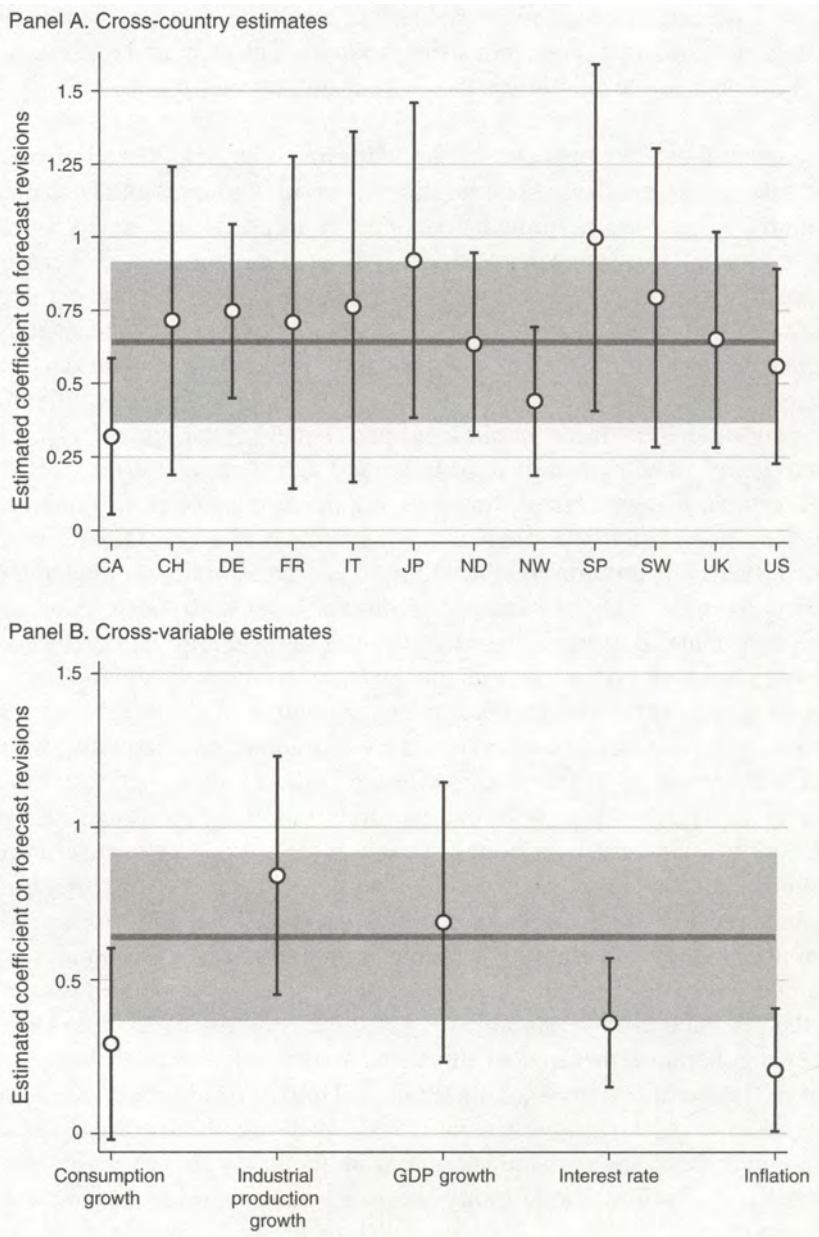 Panel A. Cross-country estimates
Estimated coefficient on forecast revisions
1.5
1.25
1
0.75
0.5
0.25
0
CA CH DE FR IT JP ND NW SP SW UK US
Panel B. Cross-variable estimates
Estimated coefficient on forecast revisions
1.5
1
0.5
0
Consumption
growth
Industrial
production
growth
GDP growth
Interest rate
Inflation